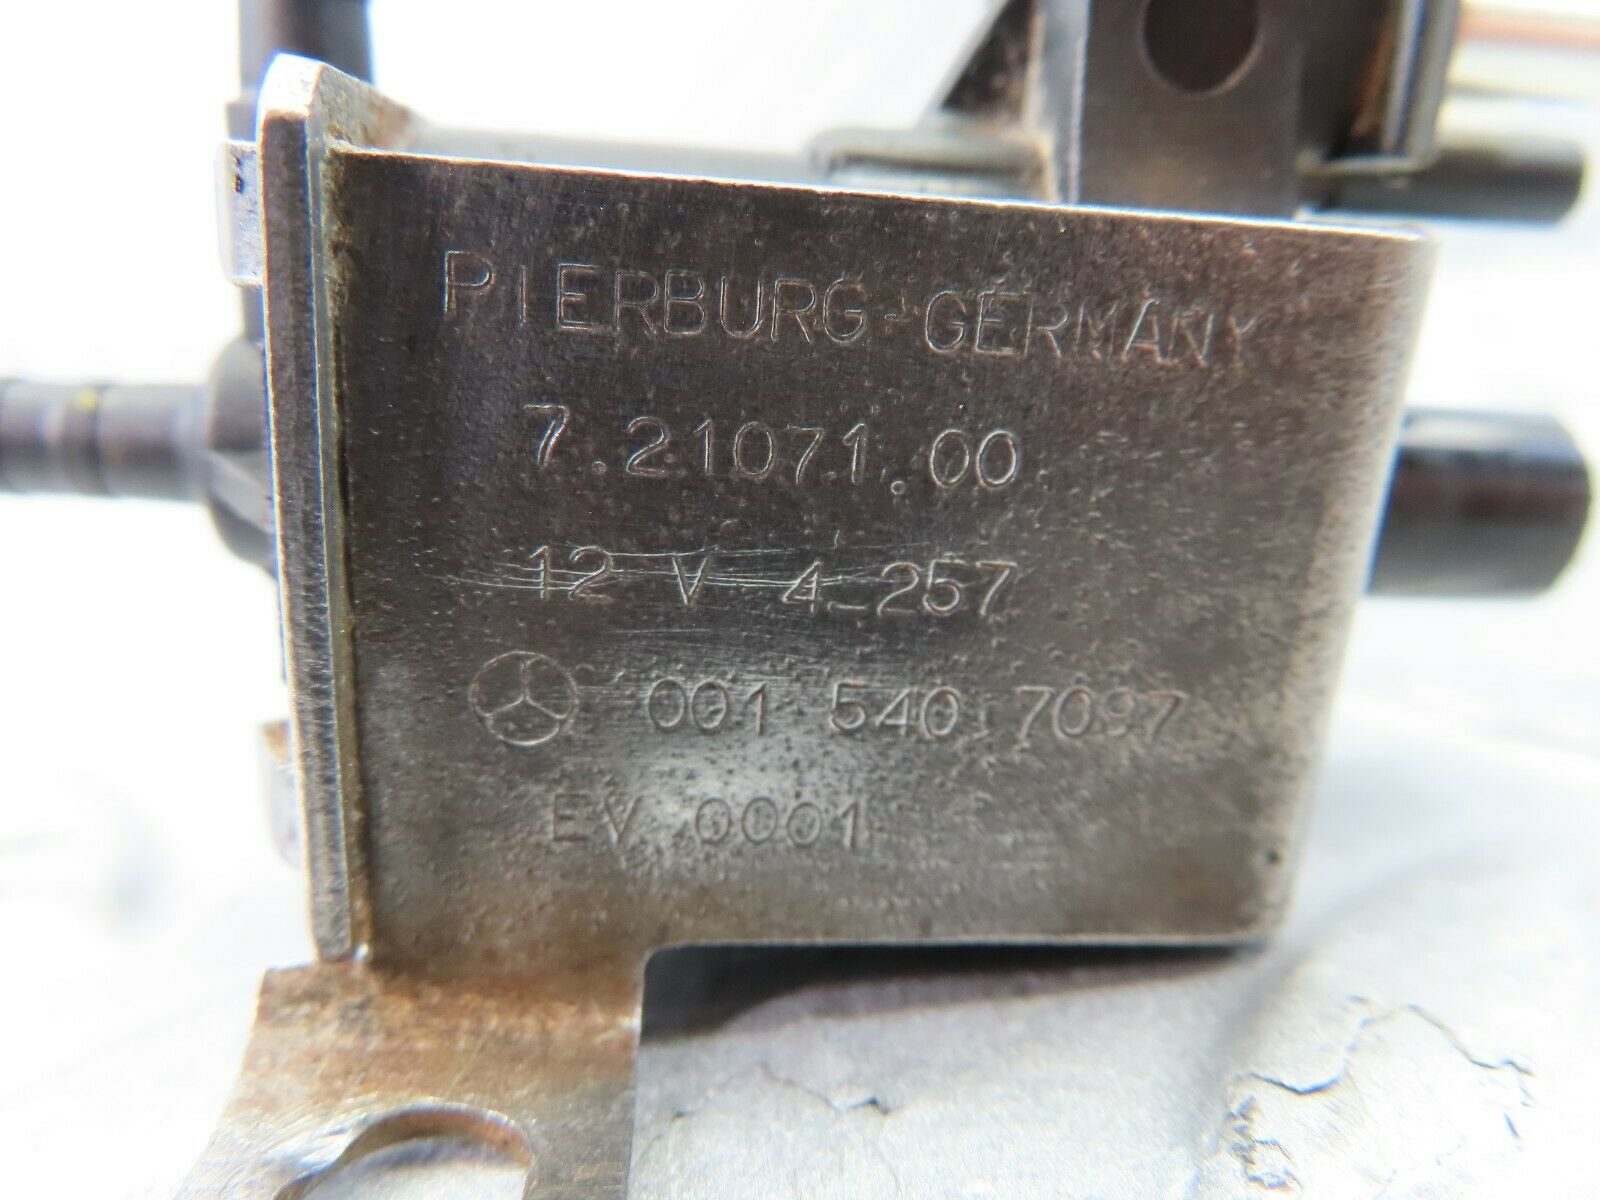 PIERBURG-GERMANY
7.21071.00
12 V 4-257
001 540 7097
EV 0001